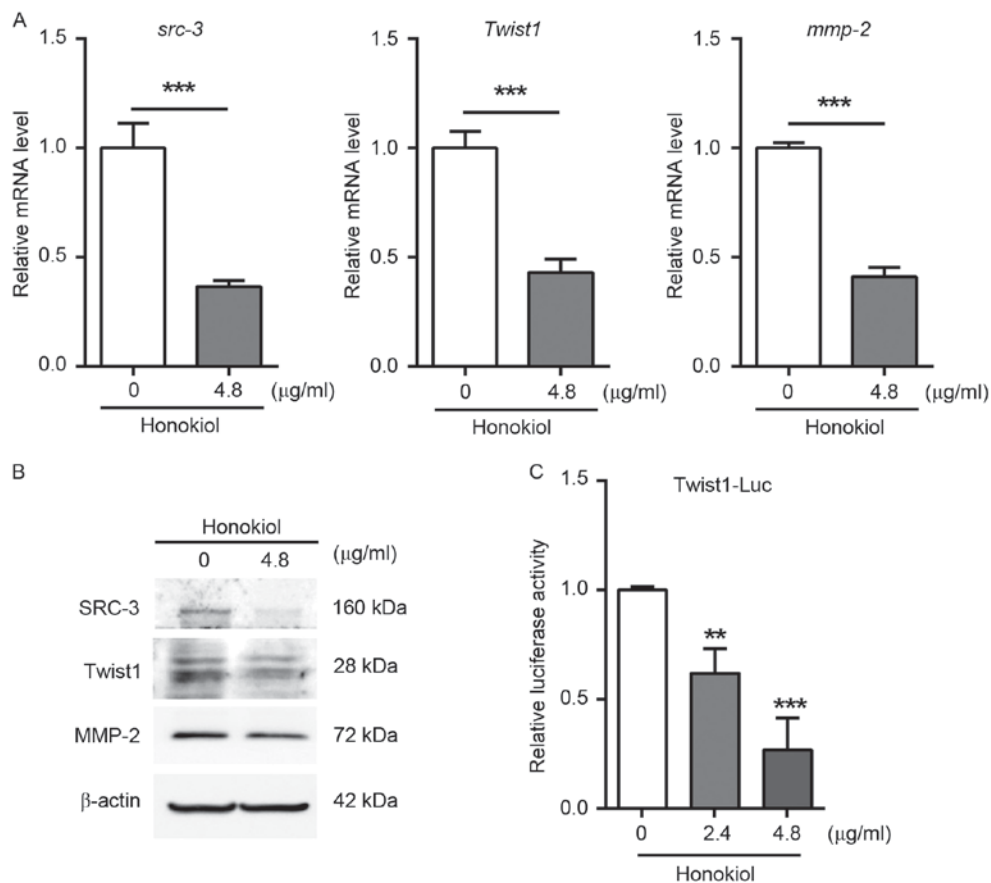 A
src-3
Relative mRNA level
1.5
***
1.0
0.5
0.0
0 4.8 (μg/ml)
Honokiol
Twist1
Relative mRNA level
1.5
***
1.0
0.5
0.0
0 4.8 (μg/ml)
Honokiol
mmp-2
Relative mRNA level
1.5
***
1.0
0.5
0.0
0 4.8 (μg/ml)
Honokiol
B
Honokiol
0 4.8 (μg/ml)
SRC-3 160 kDa
Twist1 28 kDa
MMP-2 72 kDa
β-actin 42 kDa
C
Twist1-Luc
Relative luciferase activity
1.5
1.0
**
0.5
***
0.0
0 2.4 4.8 (μg/ml)
Honokiol